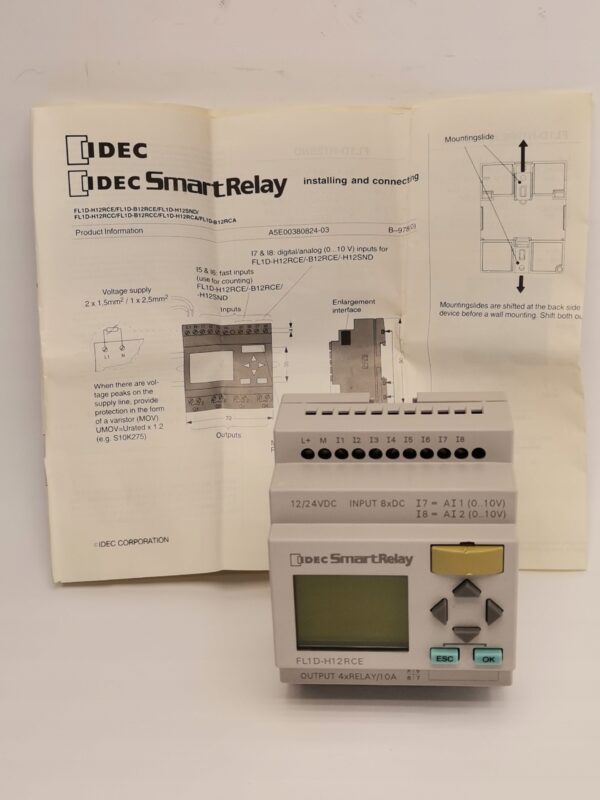 IDEC
IDEC SmartRelay installing and connecting
FL1D-H12RCE/FL1D-B12RCE/FL1D-H12SND/
FL1D-H12RCC/FL1D-B12RCC/FL1D-H12RCA/FL1D-B12RCA
Product Information A5E00380824-03
I7 & I8: digital/analog (0...10 V) inputs for
FL1D-H12RCE/-B12RCE/-H12SND
I5 & I6: fast inputs
(use for counting)
FL1D-H12RCE/-B12RCE/
-H12SND
Voltage supply
2 x 1,5mm² / 1 x 2,5mm²
Inputs
Enlargement
interface
L1 N
When there are vol-
tage peaks on the
supply line, provide
protection in the form
of a varistor (MOV)
UMOV=Urated x 1.2
(e.g. S10K275)
72
Outputs
©IDEC CORPORATION
Mountingslide
Mountingslides are shifted at the back side
device before a wall mounting. Shift both
L+ M I1 I2 I3 I4 I5 I6 I7 I8
12/24VDC INPUT 8xDC I7 = AI1 (0..10V)
I8 = AI2 (0..10V)
IDEC SmartRelay
ESC OK
FL1D-H12RCE
OUTPUT 4xRELAY/10A